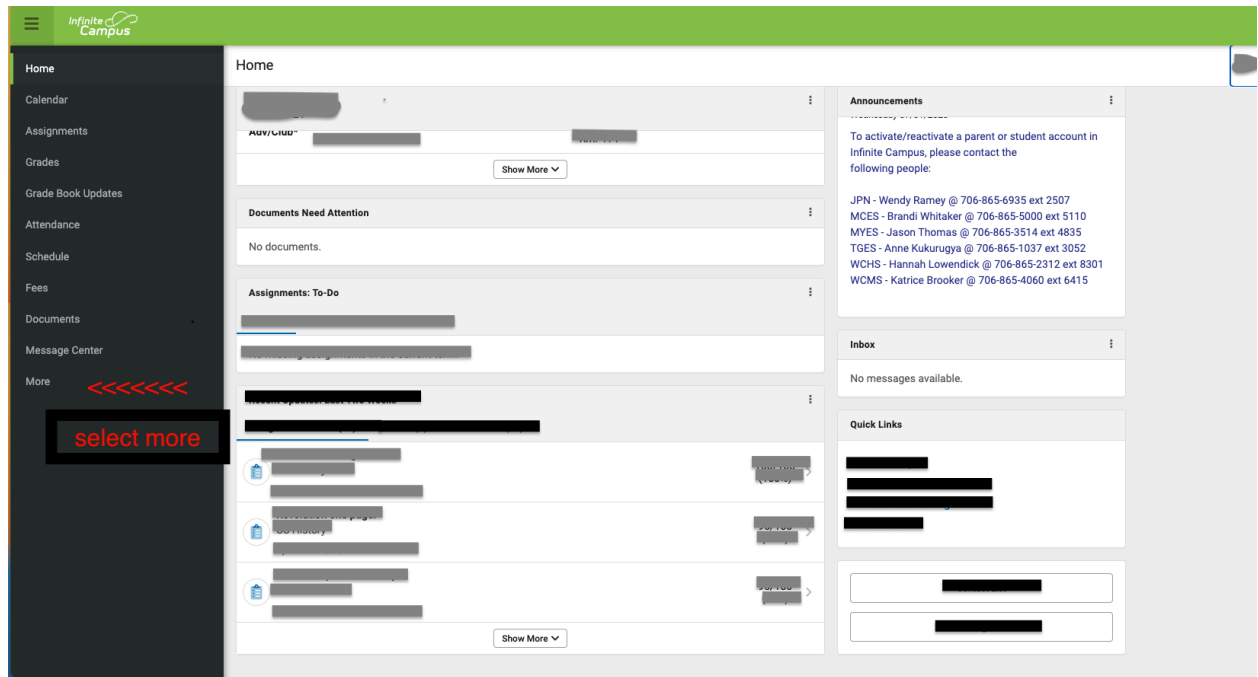 Infinite
Campus
Home
Calendar
Assignments
Grades
Grade Book Updates
Attendance
Schedule
Fees
Documents
Message Center
More <<<<<<<
select more
Home
Adv/Club*
Show More
Documents Need Attention
No documents.
Assignments: To-Do
Show More
Announcements
To activate/reactivate a parent or student account in
Infinite Campus, please contact the
following people:
JPN - Wendy Ramey @ 706-865-6935 ext 2507
MCES - Brandi Whitaker @ 706-865-5000 ext 5110
MYES - Jason Thomas @ 706-865-3514 ext 4835
TGES - Anne Kukurugya @ 706-865-1037 ext 3052
WCHS - Hannah Lowendick @ 706-865-2312 ext 8301
WCMS - Katrice Brooker @ 706-865-4060 ext 6415
Inbox
No messages available.
Quick Links